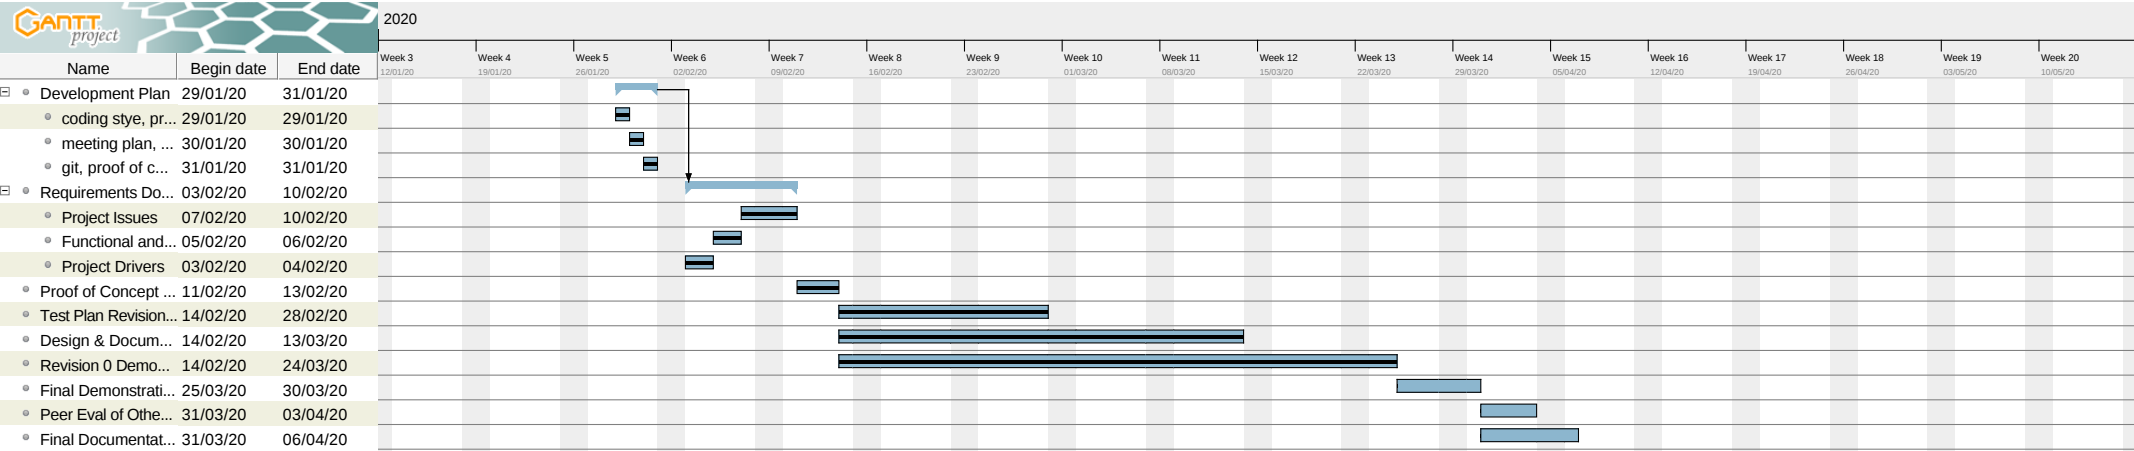 GANTT
project
2020
Week 3 Week 4 Week 5 Week 6 Week 7 Week 8 Week 9 Week 10 Week 11 Week 12 Week 13 Week 14 Week 15 Week 16 Week 17 Week 18 Week 19 Week 20
Name Begin date End date
12/01/20 19/01/20 26/01/20 02/02/20 09/02/20 16/02/20 23/02/20 01/03/20 08/03/20 15/03/20 22/03/20 29/03/20 05/04/20 12/04/20 19/04/20 26/04/20 03/05/20 10/05/20
Development Plan 29/01/20 31/01/20
coding stye, pr... 29/01/20 29/01/20
meeting plan, ... 30/01/20 30/01/20
git, proof of c... 31/01/20 31/01/20
Requirements Do... 03/02/20 10/02/20
Project Issues 07/02/20 10/02/20
Functional and... 05/02/20 06/02/20
Project Drivers 03/02/20 04/02/20
Proof of Concept ... 11/02/20 13/02/20
Test Plan Revision... 14/02/20 28/02/20
Design & Docum... 14/02/20 13/03/20
Revision 0 Demo... 14/02/20 24/03/20
Final Demonstrati... 25/03/20 30/03/20
Peer Eval of Othe... 31/03/20 03/04/20
Final Documentat... 31/03/20 06/04/20